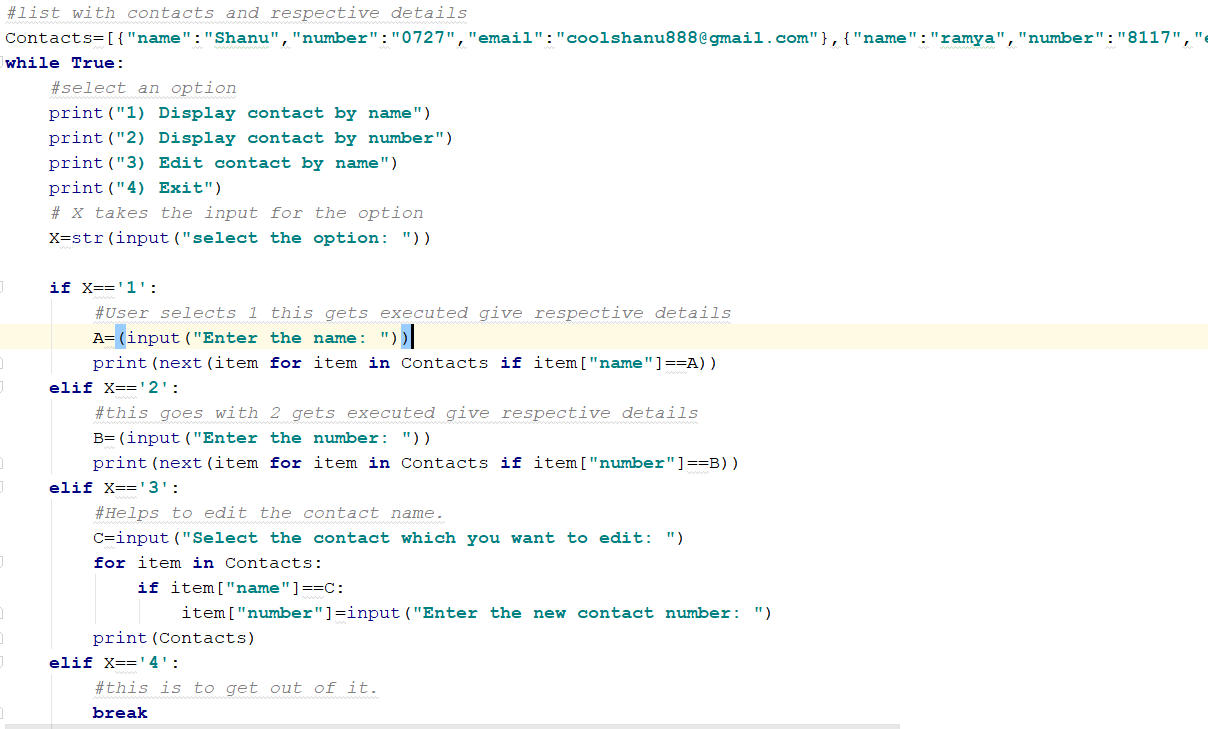 #list with contacts and respective details
Contacts=[{"name":"Shanu","number":"0727","email":"coolshanu888@gmail.com"},{"name":"ramya","number":"8117","e
while True:
    #select an option
    print("1) Display contact by name")
    print("2) Display contact by number")
    print("3) Edit contact by name")
    print("4) Exit")
    # X takes the input for the option
    X=str(input("select the option: "))
    if X=='1':
        #User selects 1 this gets executed give respective details
        A=(input("Enter the name: "))
        print(next(item for item in Contacts if item["name"]==A))
    elif X=='2':
        #this goes with 2 gets executed give respective details
        B=(input("Enter the number: "))
        print(next(item for item in Contacts if item["number"]==B))
    elif X=='3':
        #Helps to edit the contact name.
        C=input("Select the contact which you want to edit: ")
        for item in Contacts:
            if item["name"]==C:
                item["number"]=input("Enter the new contact number: ")
        print(Contacts)
    elif X=='4':
        #this is to get out of it.
        break